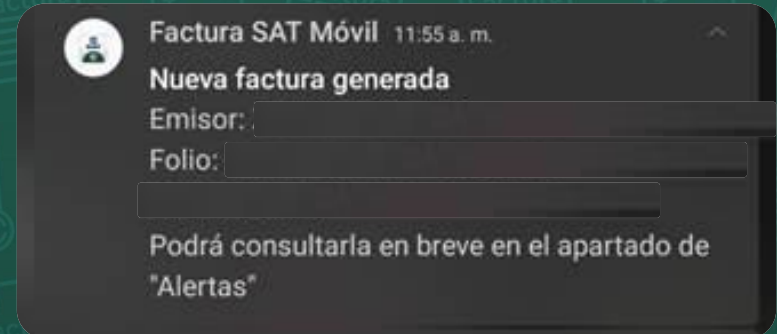 Factura SAT Móvil 11:55 a. m.
Nueva factura generada
Emisor:
Folio:
Podrá consultarla en breve en el apartado de
"Alertas"